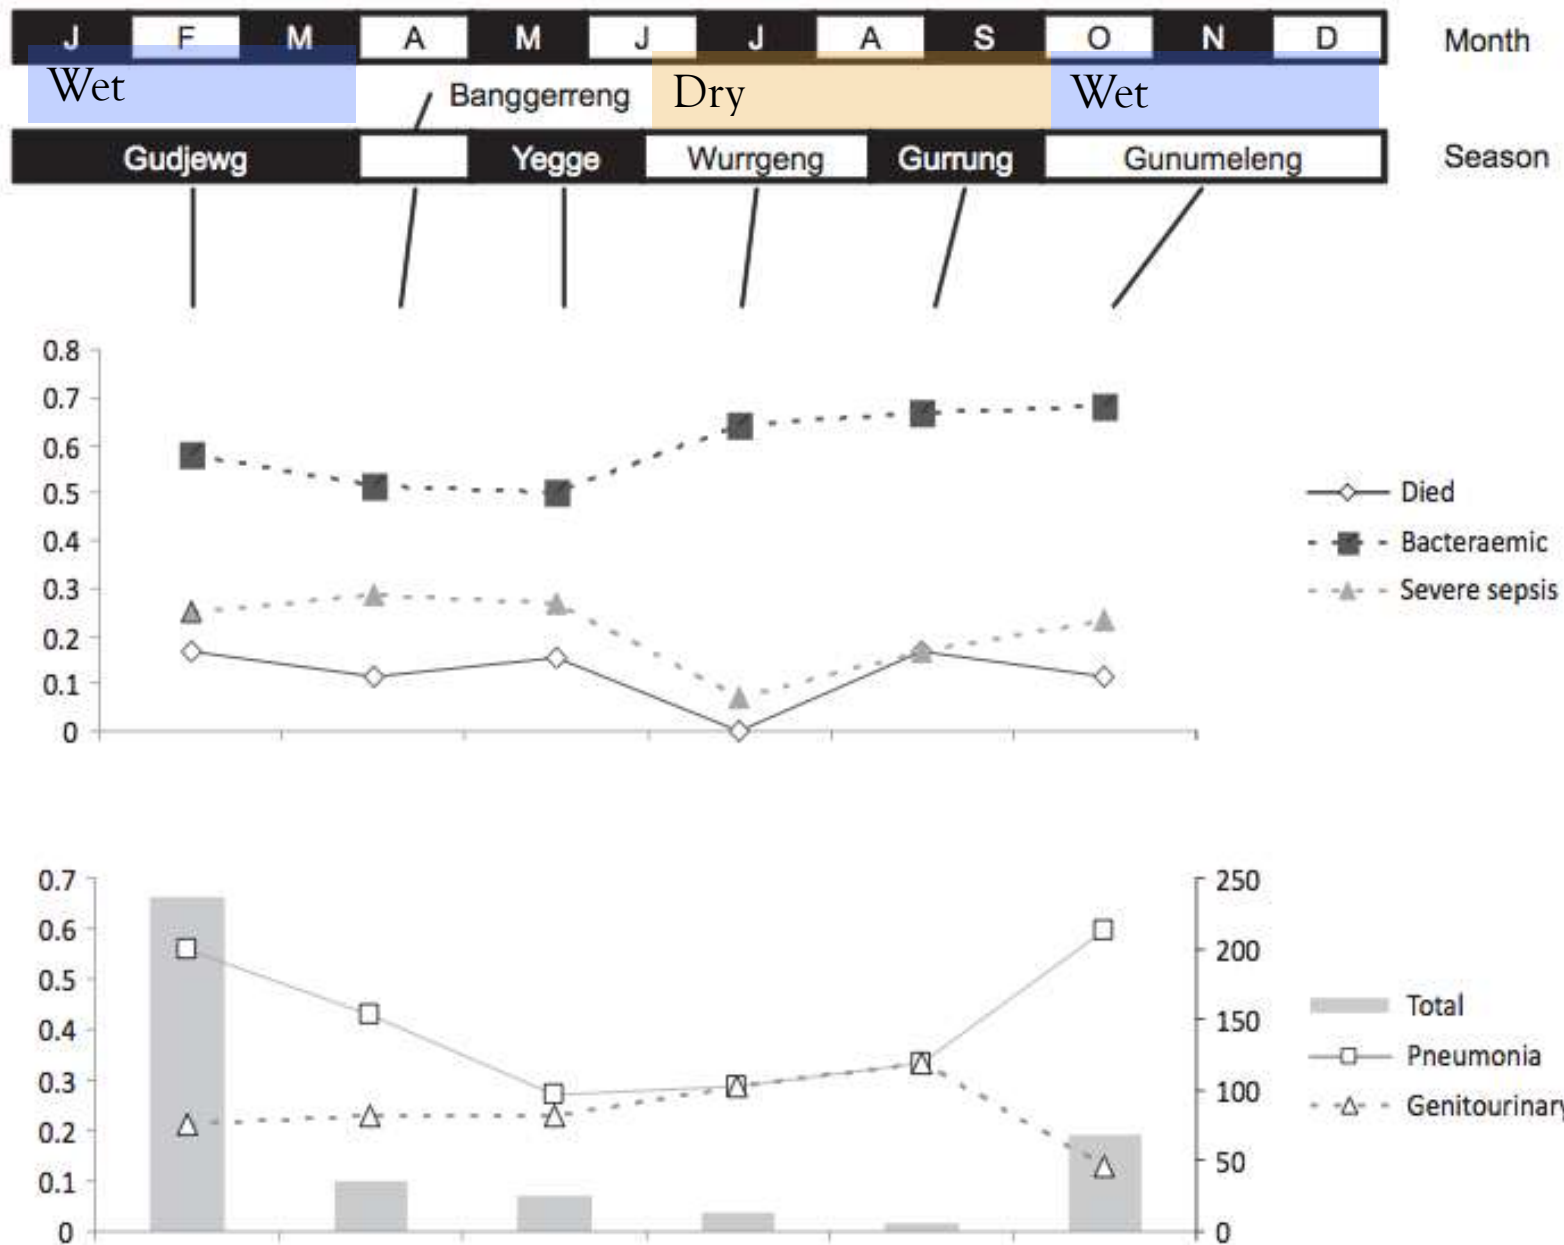 J F M A M J J A S O N D Month
Wet Dry Wet
Banggerreng
Gudjewg Yegge Wurrgeng Gurrung Gunumeleng Season
0.8
0.7
0.6
0.5
0.4
0.3
0.2
0.1
0
Died
Bacteraemic
Severe sepsis
0.7
0.6
0.5
0.4
0.3
0.2
0.1
0
250
200
150
100
50
0
Total
Pneumonia
Genitourinary